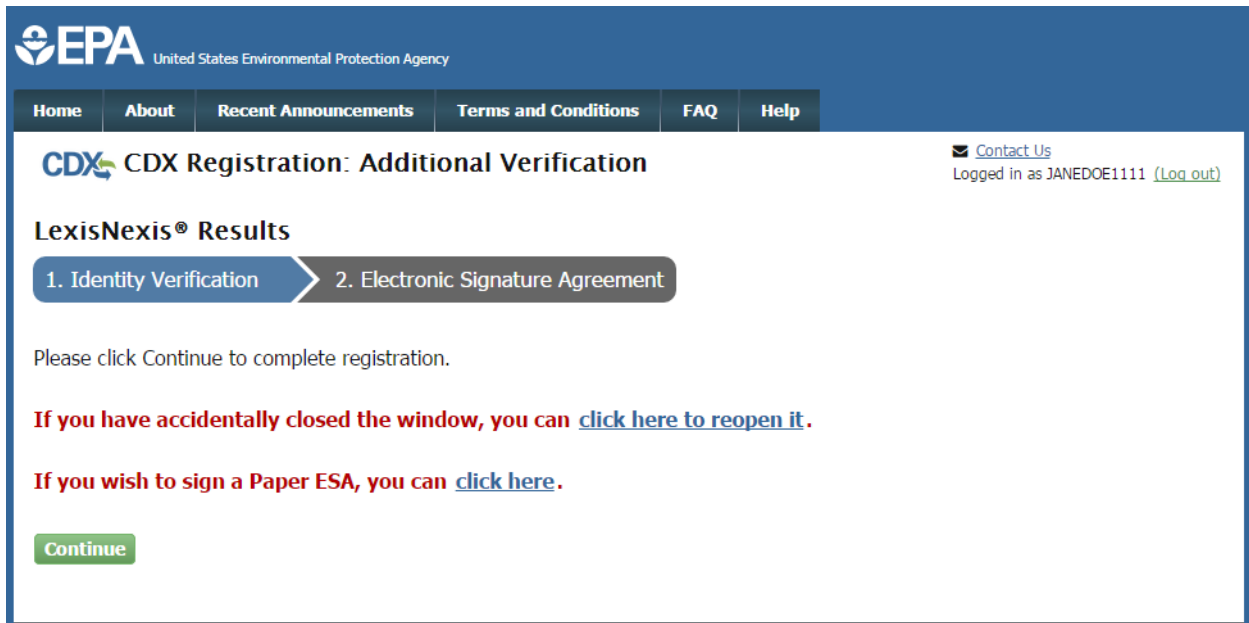 EPA United States Environmental Protection Agency
Home About Recent Announcements Terms and Conditions FAQ Help
CDX CDX Registration: Additional Verification
Contact Us
Logged in as JANEDOE1111 (Log out)
LexisNexis® Results
1. Identity Verification 2. Electronic Signature Agreement
Please click Continue to complete registration.
If you have accidentally closed the window, you can click here to reopen it.
If you wish to sign a Paper ESA, you can click here.
Continue